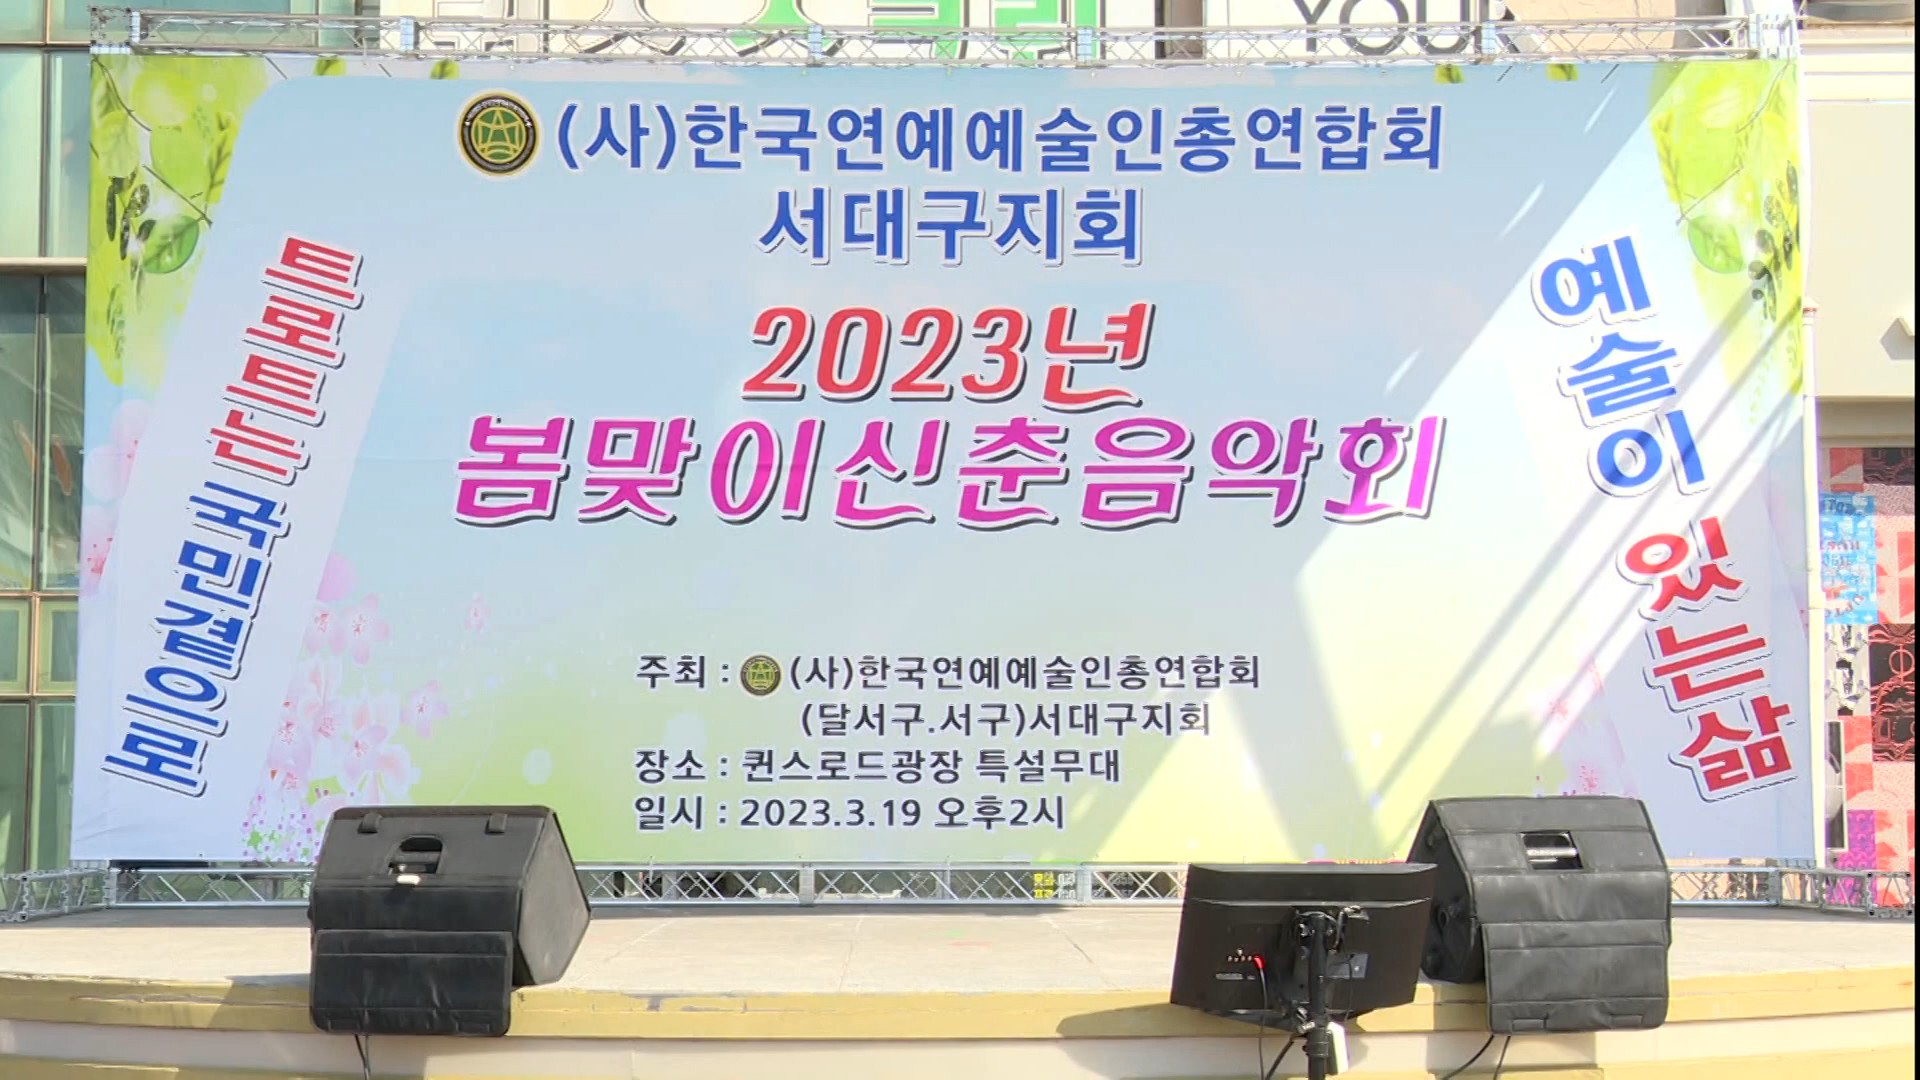 YOUR
(사)한국연예예술인총연합회
서대구지회
트로트는 국민곁으로
예술이 있는 삶
2023년
봄맞이신춘음악회
주최 : (사)한국연예예술인총연합회
(달서구.서구)서대구지회
장소 : 퀸스로드광장 특설무대
일시 : 2023.3.19 오후2시